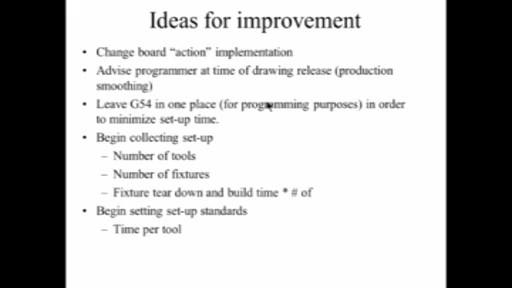 Ideas for improvement
• Change board “action” implementation
• Advise programmer at time of drawing release (production
smoothing)
• Leave G54 in one place (for programming purposes) in order
to minimize set-up time.
• Begin collecting set-up
– Number of tools
– Number of fixtures
– Fixture tear down and build time * # of
• Begin setting set-up standards
– Time per tool